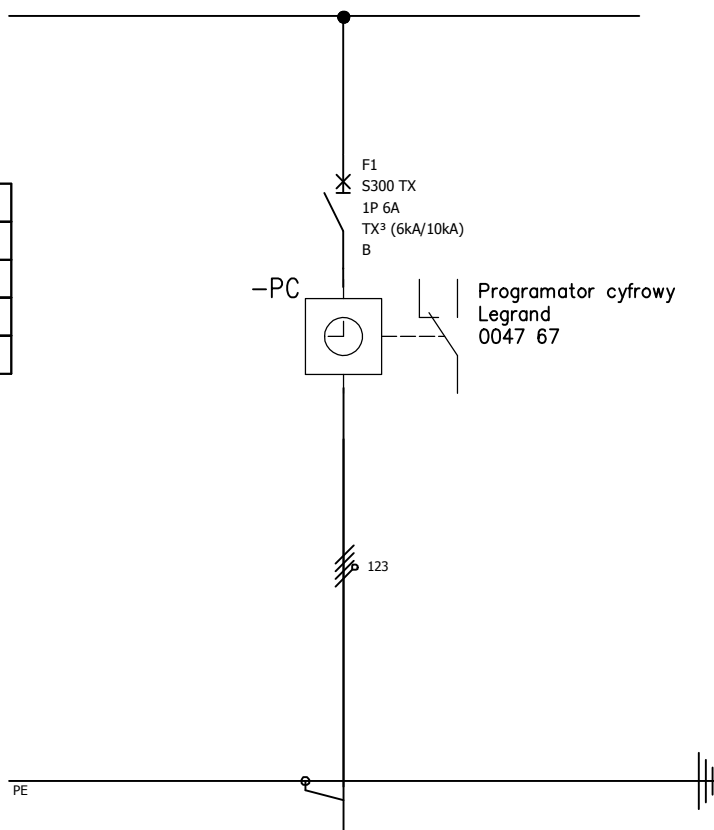 F1
S300 TX
1P 6A
TX³ (6kA/10kA)
B
-PC
Programator cyfrowy
Legrand
0047 67
123
PE